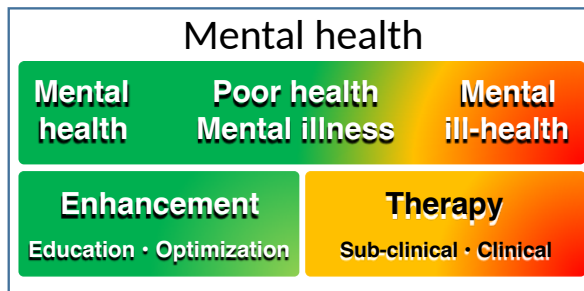 Mental health
Mental Poor health Mental
health Mental illness ill-health
Enhancement Therapy
Education · Optimization Sub-clinical · Clinical